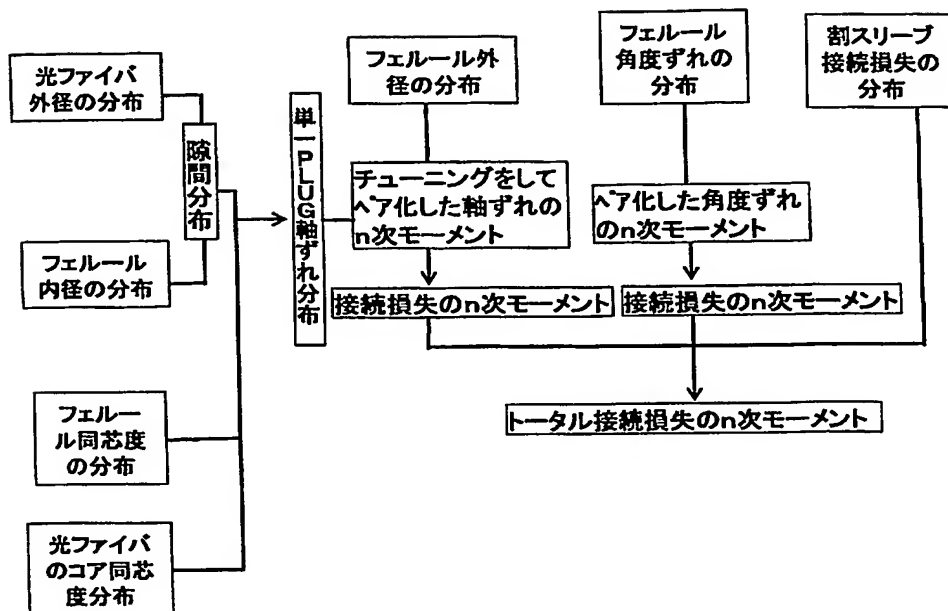 光ファイバ
外径の分布
隙間分布
フェルール
内径の分布
フェルー
ル同芯度
の分布
光ファイバ
のコア同芯
度分布
単一PLUG軸ずれ分布
フェルール外
径の分布
チューニングをして
ペア化した軸ずれの
n次モーメント
接続損失のn次モーメント
フェルール
角度ずれの
分布
ペア化した角度ずれ
のn次モーメント
接続損失のn次モーメント
割スリーブ
接続損失の
分布
トータル接続損失のn次モーメント